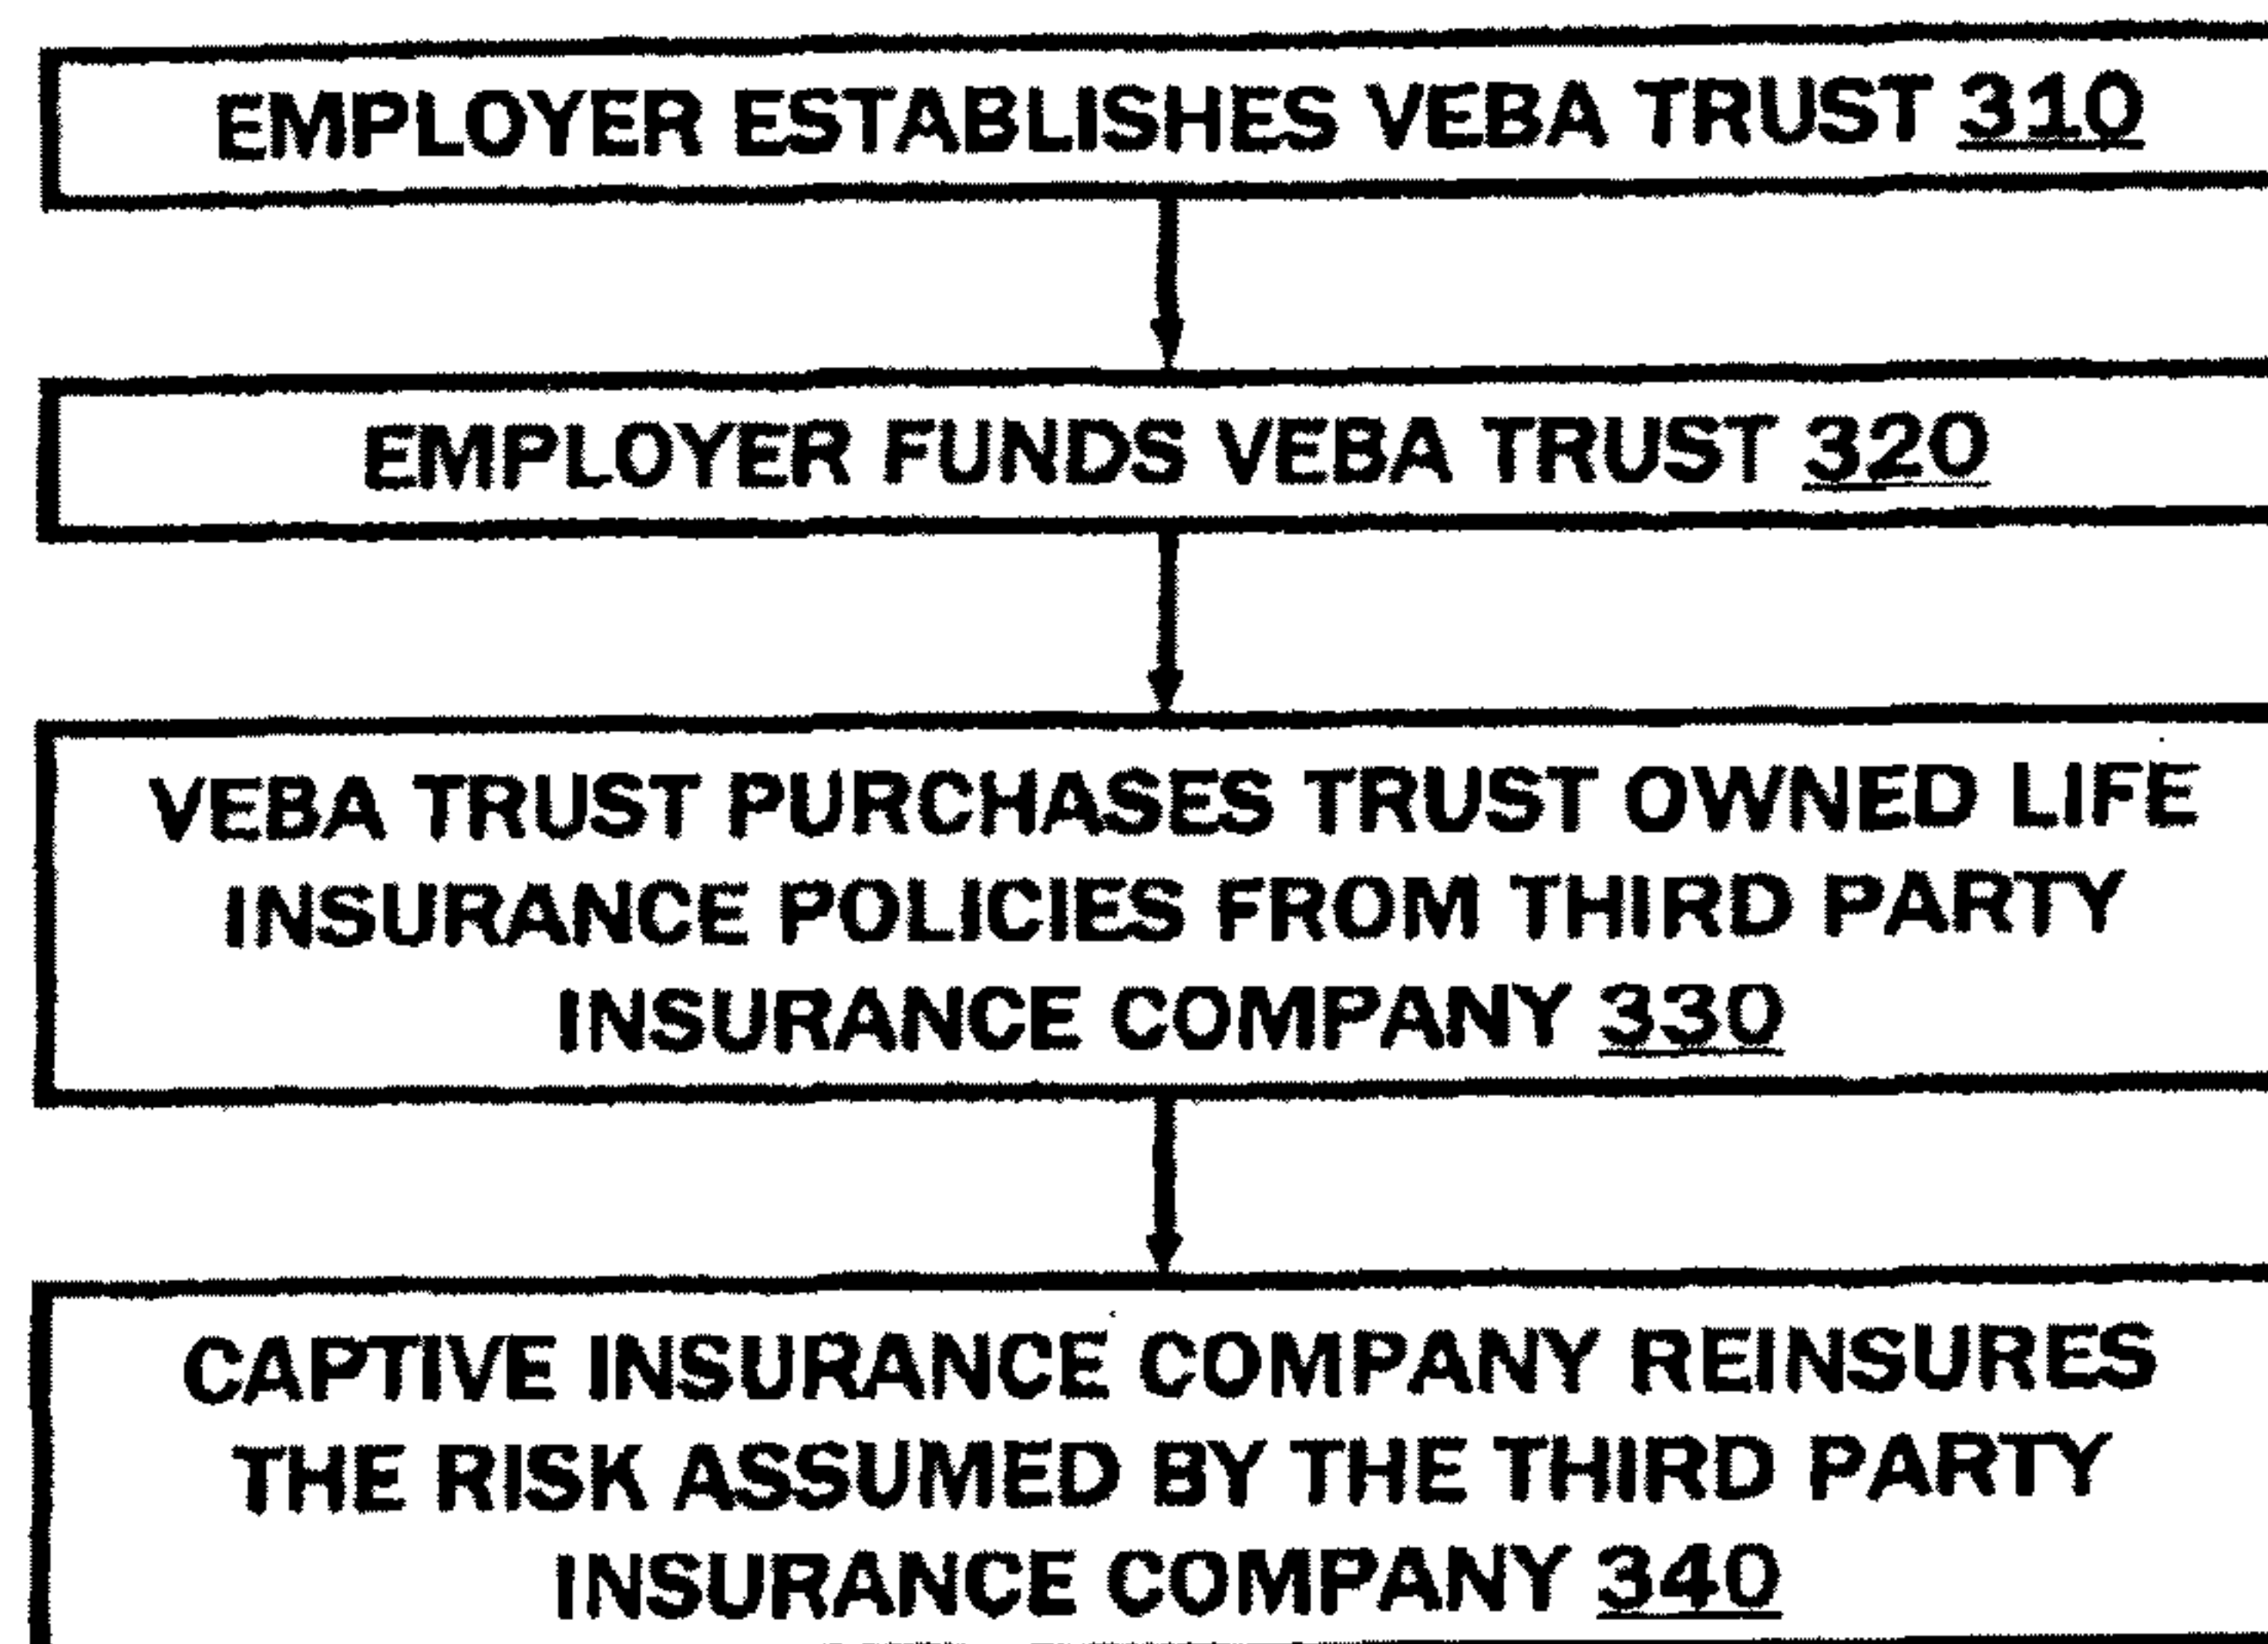 EMPLOYER ESTABLISHES VEBA TRUST 310
EMPLOYER FUNDS VEBA TRUST 320
VEBA TRUST PURCHASES TRUST OWNED LIFE
INSURANCE POLICIES FROM THIRD PARTY
INSURANCE COMPANY 330
CAPTIVE INSURANCE COMPANY REINSURES
THE RISK ASSUMED BY THE THIRD PARTY
INSURANCE COMPANY 340